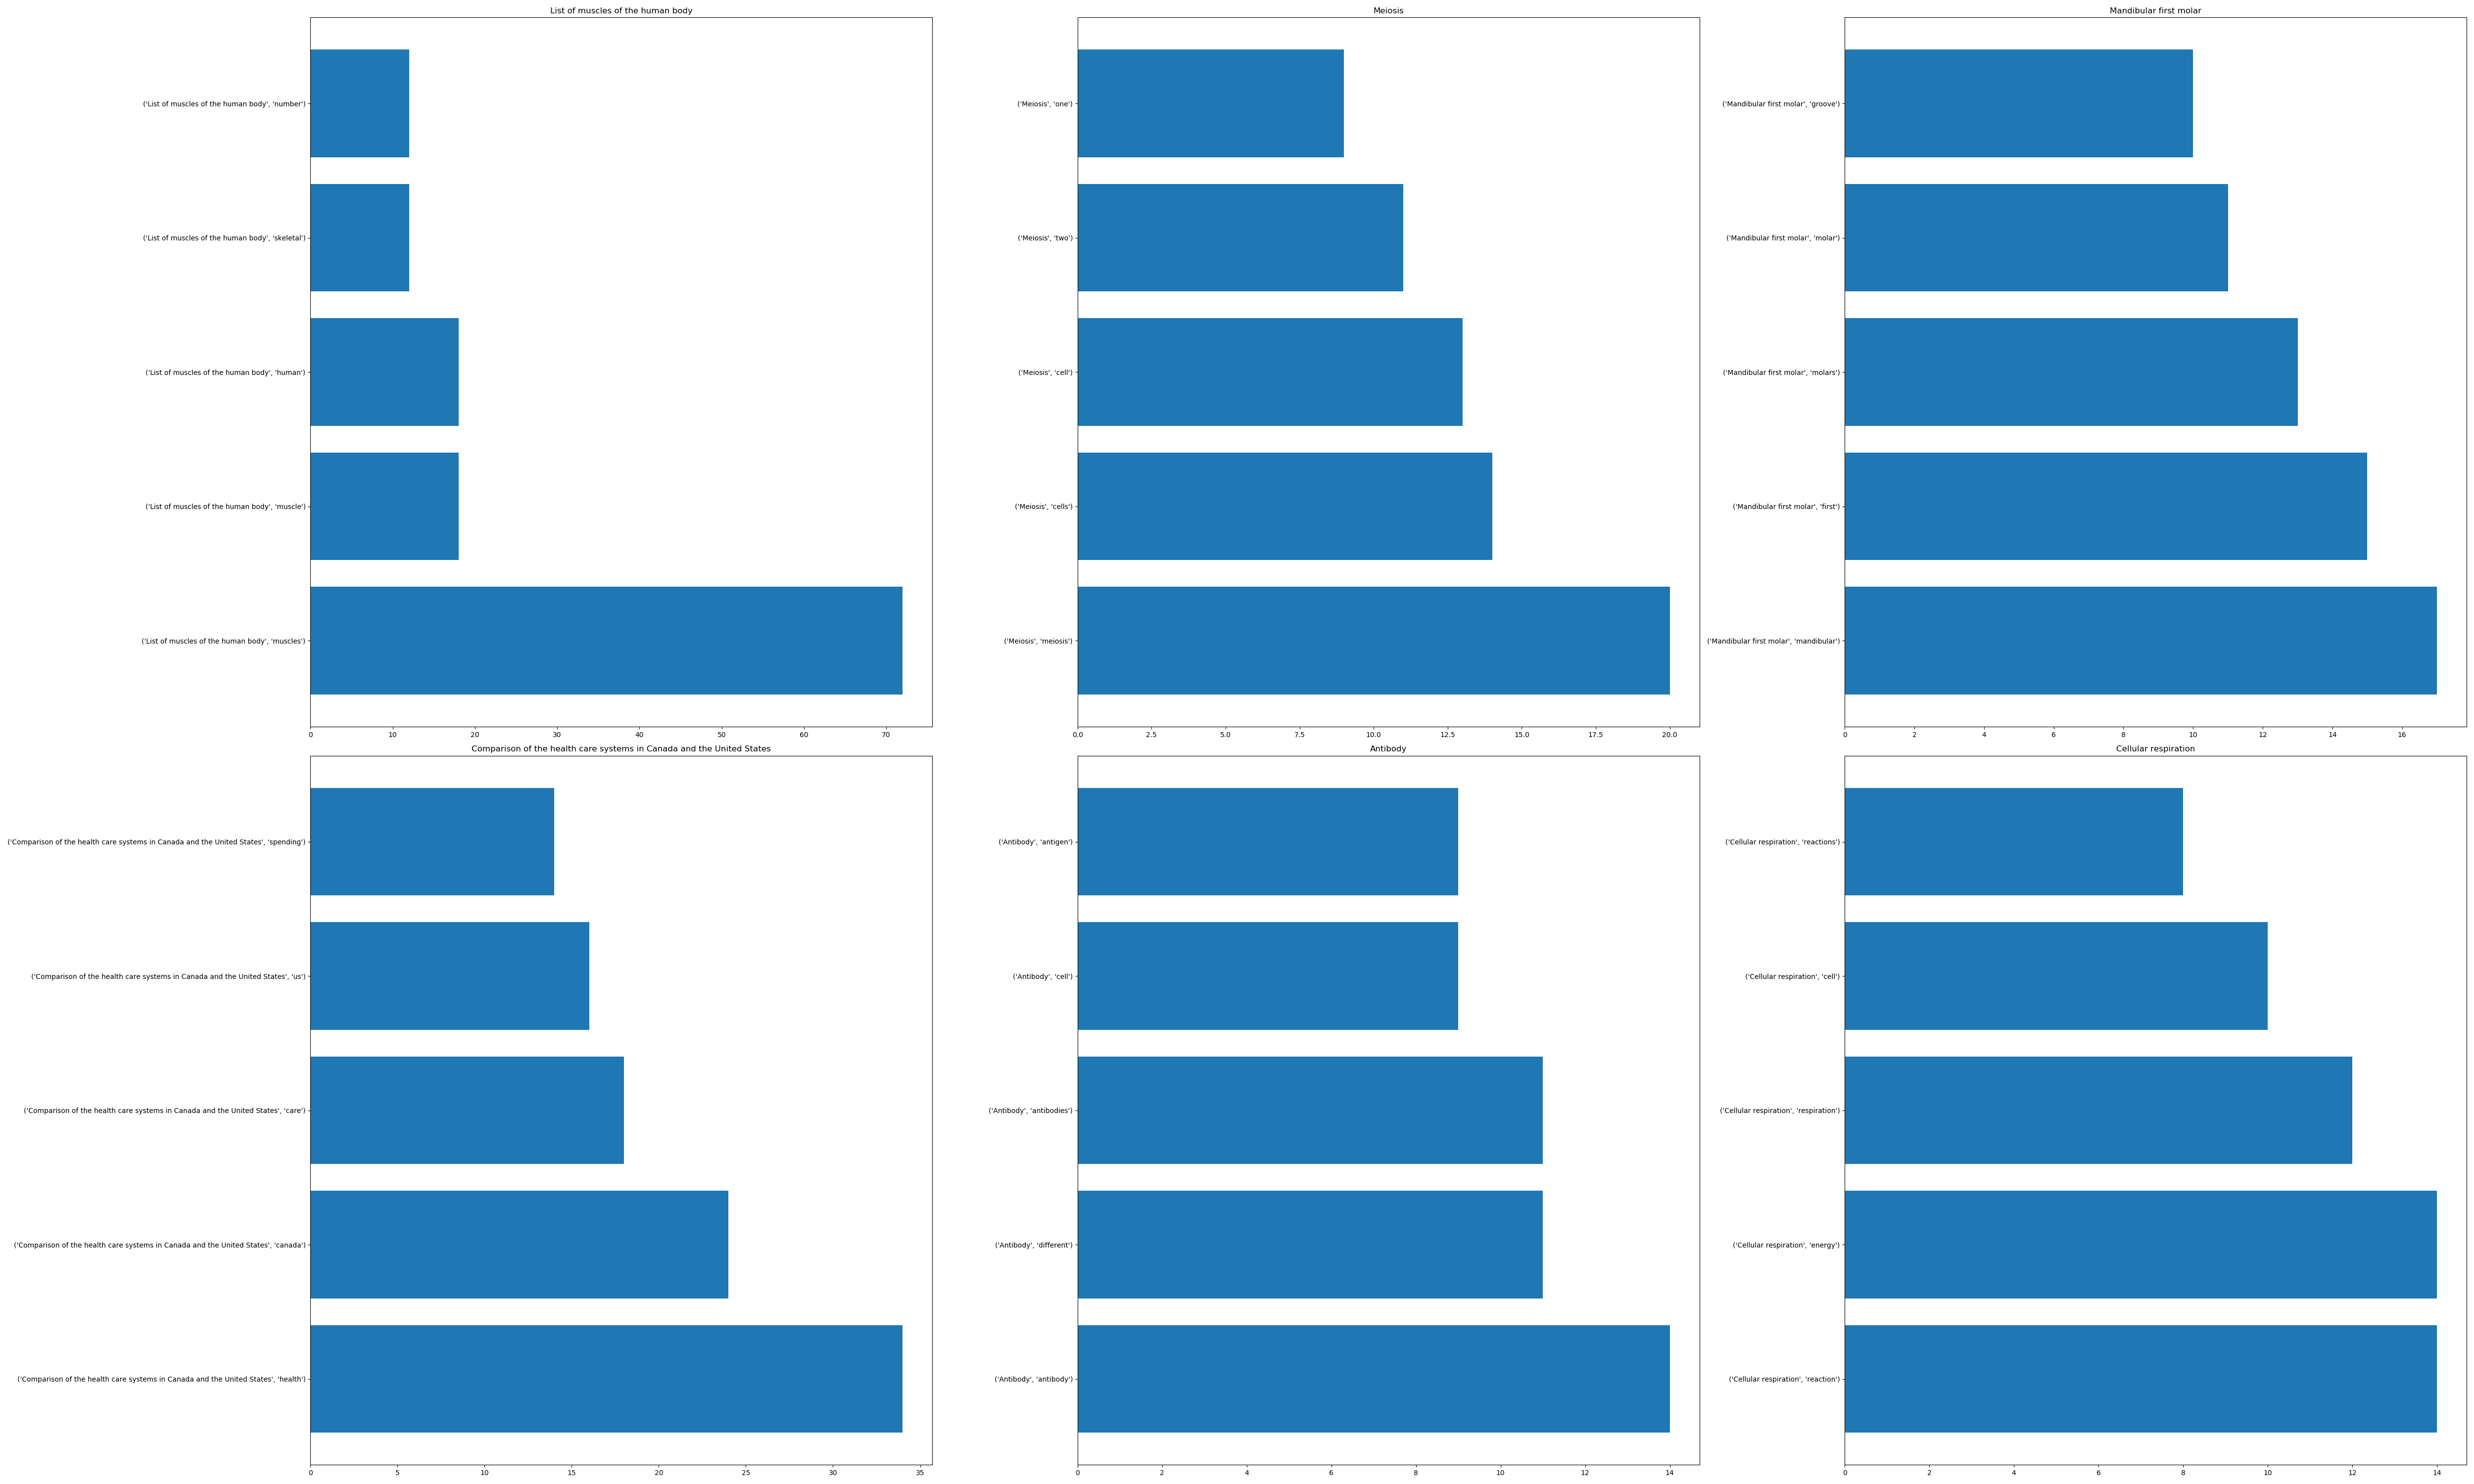 List of muscles of the human body
('List of muscles of the human body', 'number')
('List of muscles of the human body', 'skeletal')
('List of muscles of the human body', 'human')
('List of muscles of the human body', 'muscle')
('List of muscles of the human body', 'muscles')
0 10 20 30 40 50 60 70
Meiosis
('Meiosis', 'one')
('Meiosis', 'two')
('Meiosis', 'cell')
('Meiosis', 'cells')
('Meiosis', 'meiosis')
0.0 2.5 5.0 7.5 10.0 12.5 15.0 17.5 20.0
Mandibular first molar
('Mandibular first molar', 'groove')
('Mandibular first molar', 'molar')
('Mandibular first molar', 'molars')
('Mandibular first molar', 'first')
('Mandibular first molar', 'mandibular')
0 2 4 6 8 10 12 14 16
Comparison of the health care systems in Canada and the United States
('Comparison of the health care systems in Canada and the United States', 'spending')
('Comparison of the health care systems in Canada and the United States', 'us')
('Comparison of the health care systems in Canada and the United States', 'care')
('Comparison of the health care systems in Canada and the United States', 'canada')
('Comparison of the health care systems in Canada and the United States', 'health')
0 5 10 15 20 25 30 35
Antibody
('Antibody', 'antigen')
('Antibody', 'cell')
('Antibody', 'antibodies')
('Antibody', 'different')
('Antibody', 'antibody')
0 2 4 6 8 10 12 14
Cellular respiration
('Cellular respiration', 'reactions')
('Cellular respiration', 'cell')
('Cellular respiration', 'respiration')
('Cellular respiration', 'energy')
('Cellular respiration', 'reaction')
0 2 4 6 8 10 12 14